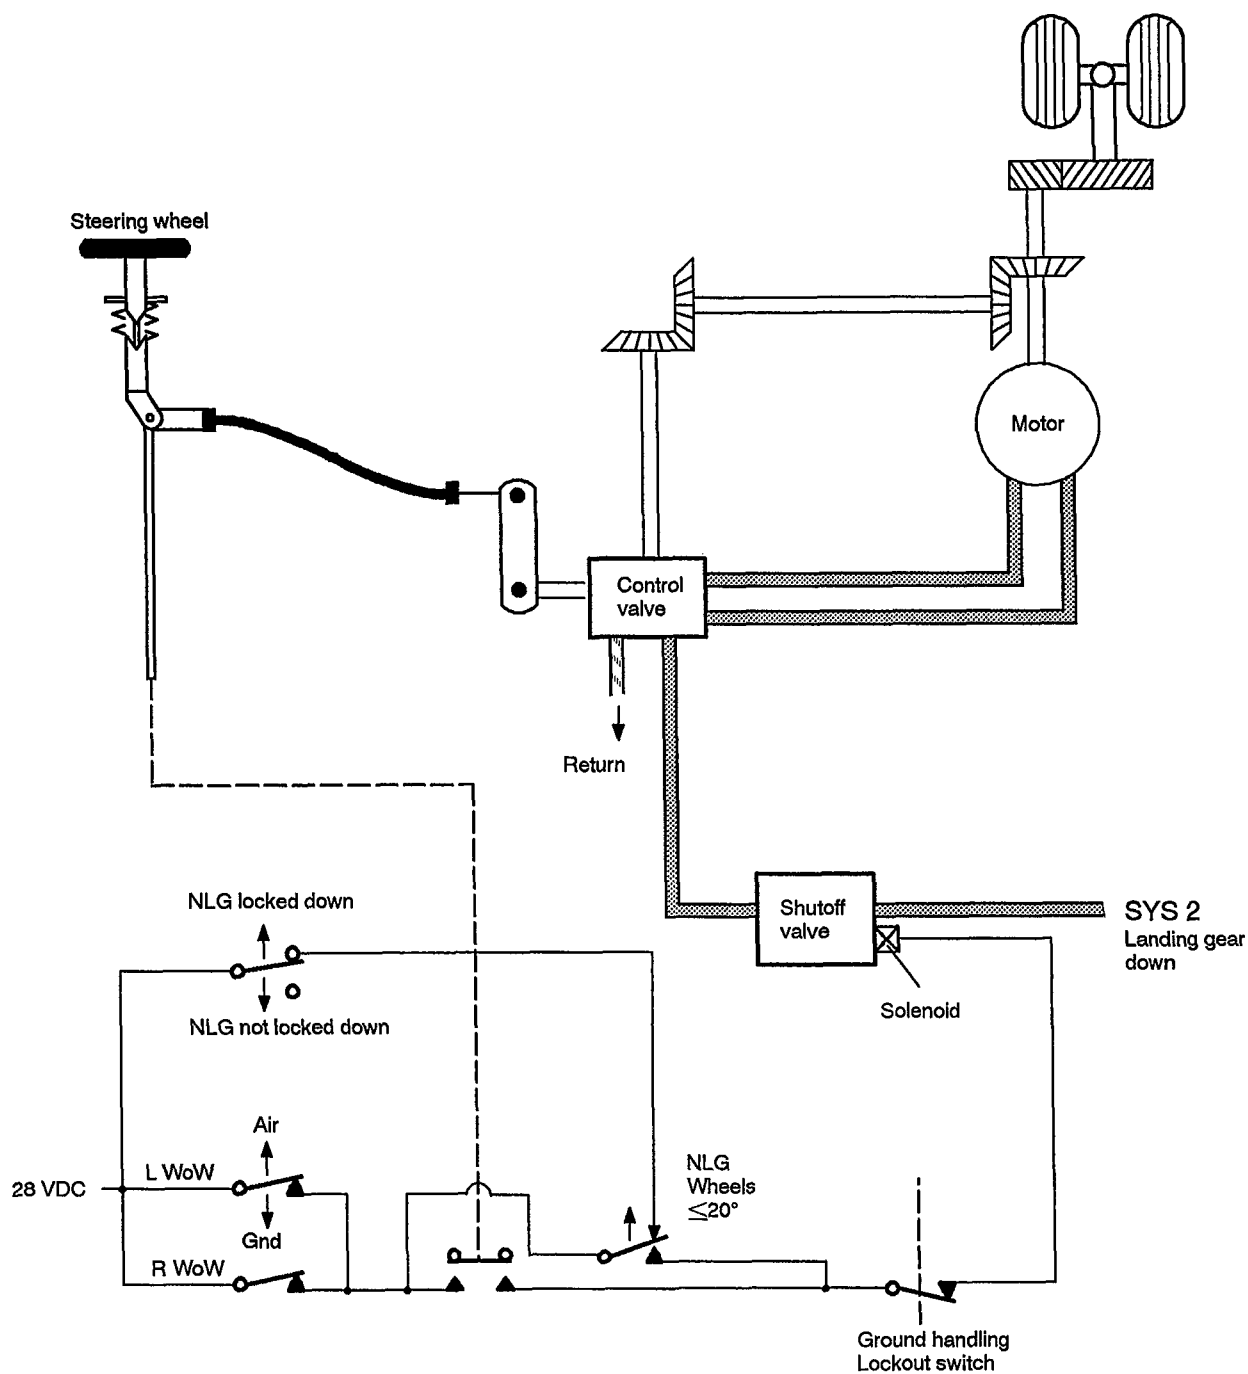 Steering wheel
Motor
Control
valve
Return
NLG locked down
Shutoff
valve
SYS 2
Landing gear
down
Solenoid
NLG not locked down
Air
L WoW
28 VDC
Gnd
R WoW
NLG
Wheels
≤20°
Ground handling
Lockout switch